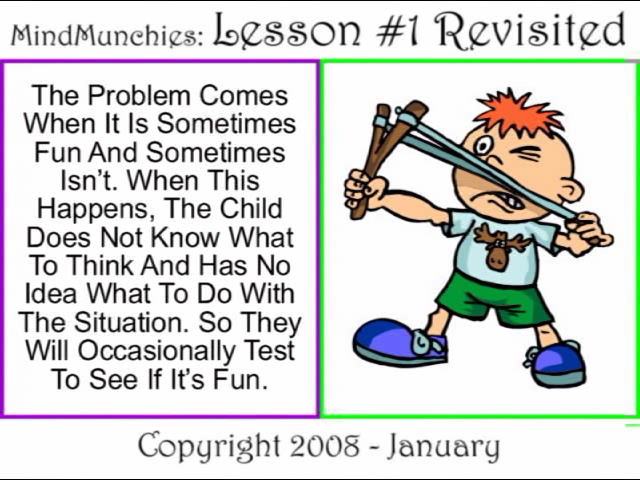 MindMunchies: Lesson #1 Revisited
The Problem Comes
When It Is Sometimes
Fun And Sometimes
Isn't. When This
Happens, The Child
Does Not Know What
To Think And Has No
Idea What To Do With
The Situation. So They
Will Occasionally Test
To See If It's Fun.
Copyright 2008 - January